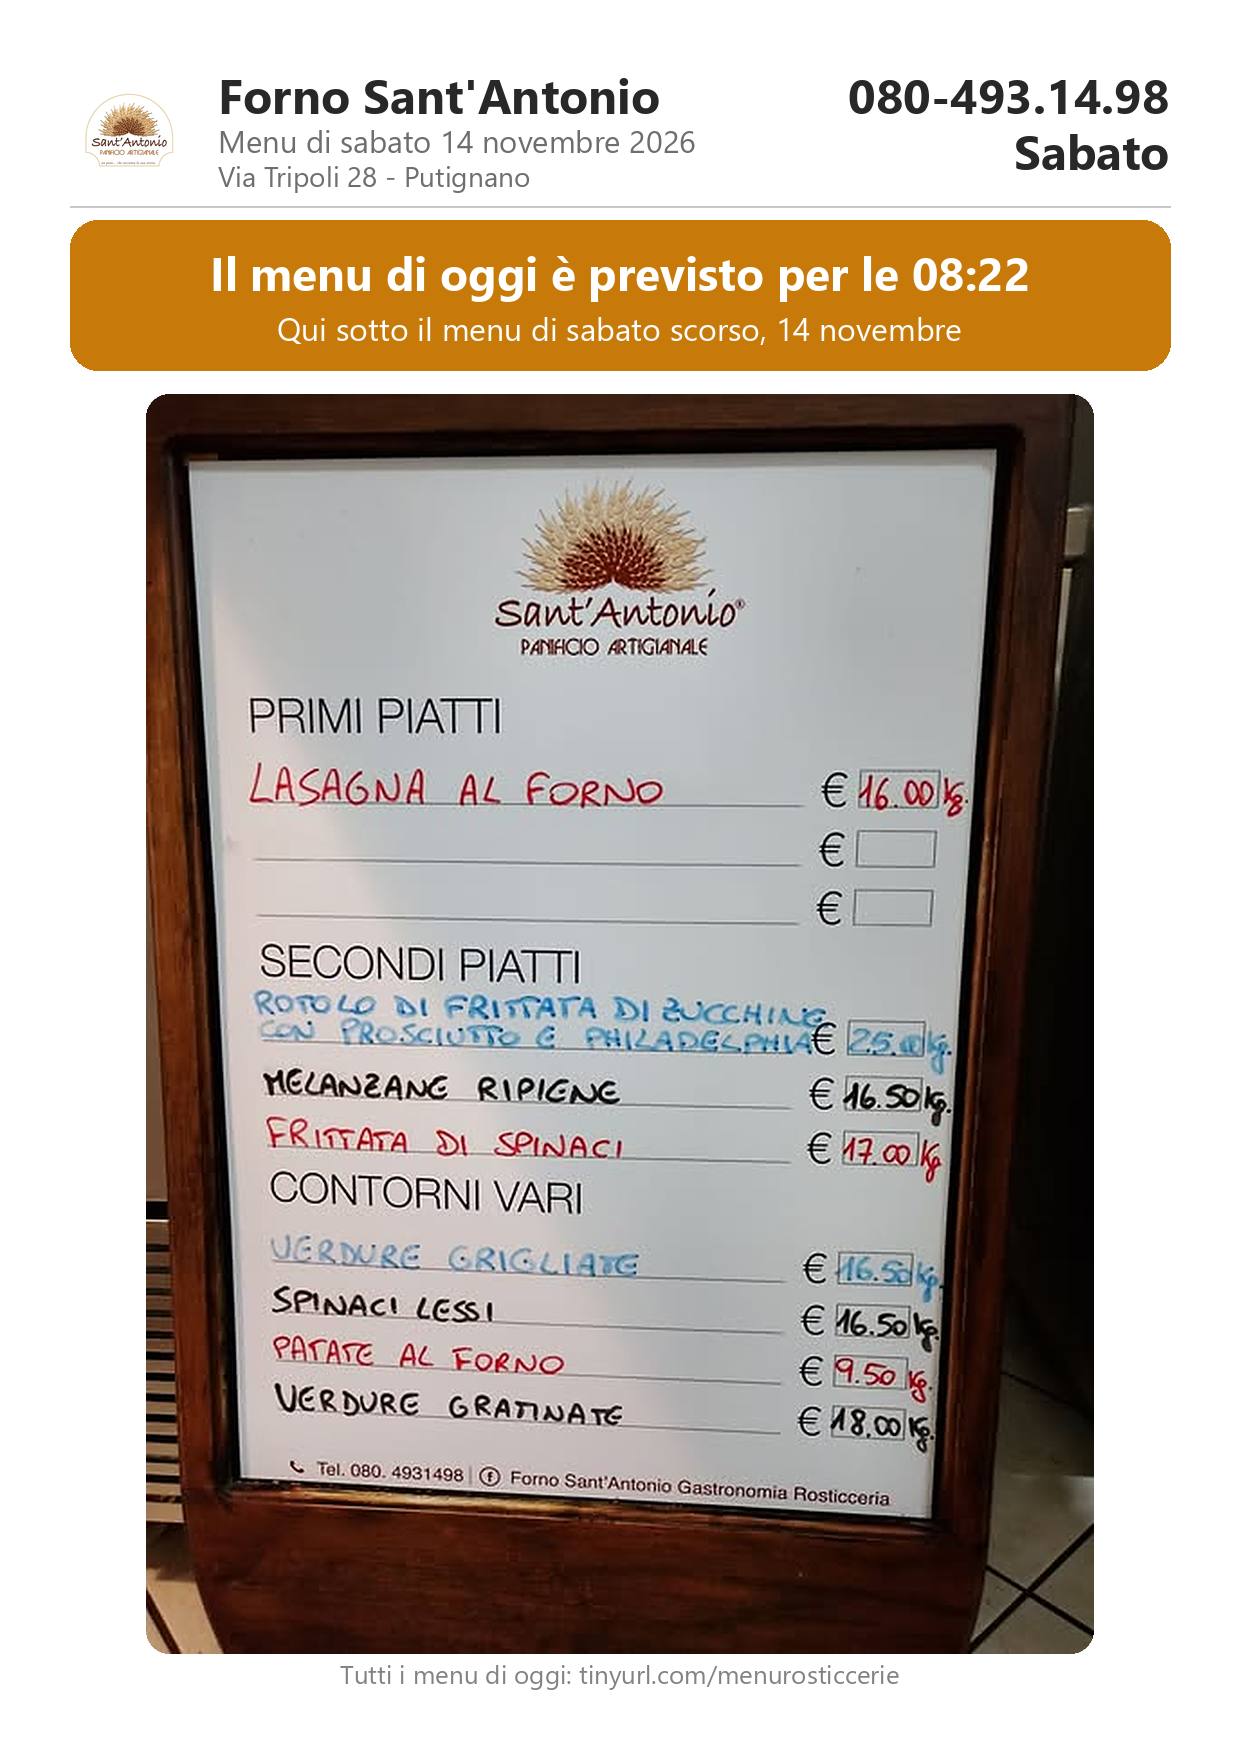 Sant'Antonio
PANIFICIO ARTIGIANALE
Forno Sant'Antonio
Menu di sabato 14 novembre 2026
Via Tripoli 28 - Putignano
080-493.14.98
Sabato
Il menu di oggi è previsto per le 08:22
Qui sotto il menu di sabato scorso, 14 novembre
Sant'Antonio®
PANIFICIO ARTIGIANALE
PRIMI PIATTI
LASAGNA AL FORNO € 16.00 Kg.
€
€
SECONDI PIATTI
ROTOLO DI FRITTATA DI ZUCCHINE
CON PROSCIUTTO E PHILADELPHIA € 25.00 Kg.
MELANZANE RIPIENE € 16.50 Kg.
FRITTATA DI SPINACI € 17.00 Kg
CONTORNI VARI
VERDURE GRIGLIATE € 16.50 Kg.
SPINACI LESSI € 16.50 Kg.
PATATE AL FORNO € 9.50 Kg.
VERDURE GRATINATE € 18.00 Kg.
Tel. 080. 4931498 | Forno Sant'Antonio Gastronomia Rosticceria
Tutti i menu di oggi: tinyurl.com/menurosticcerie